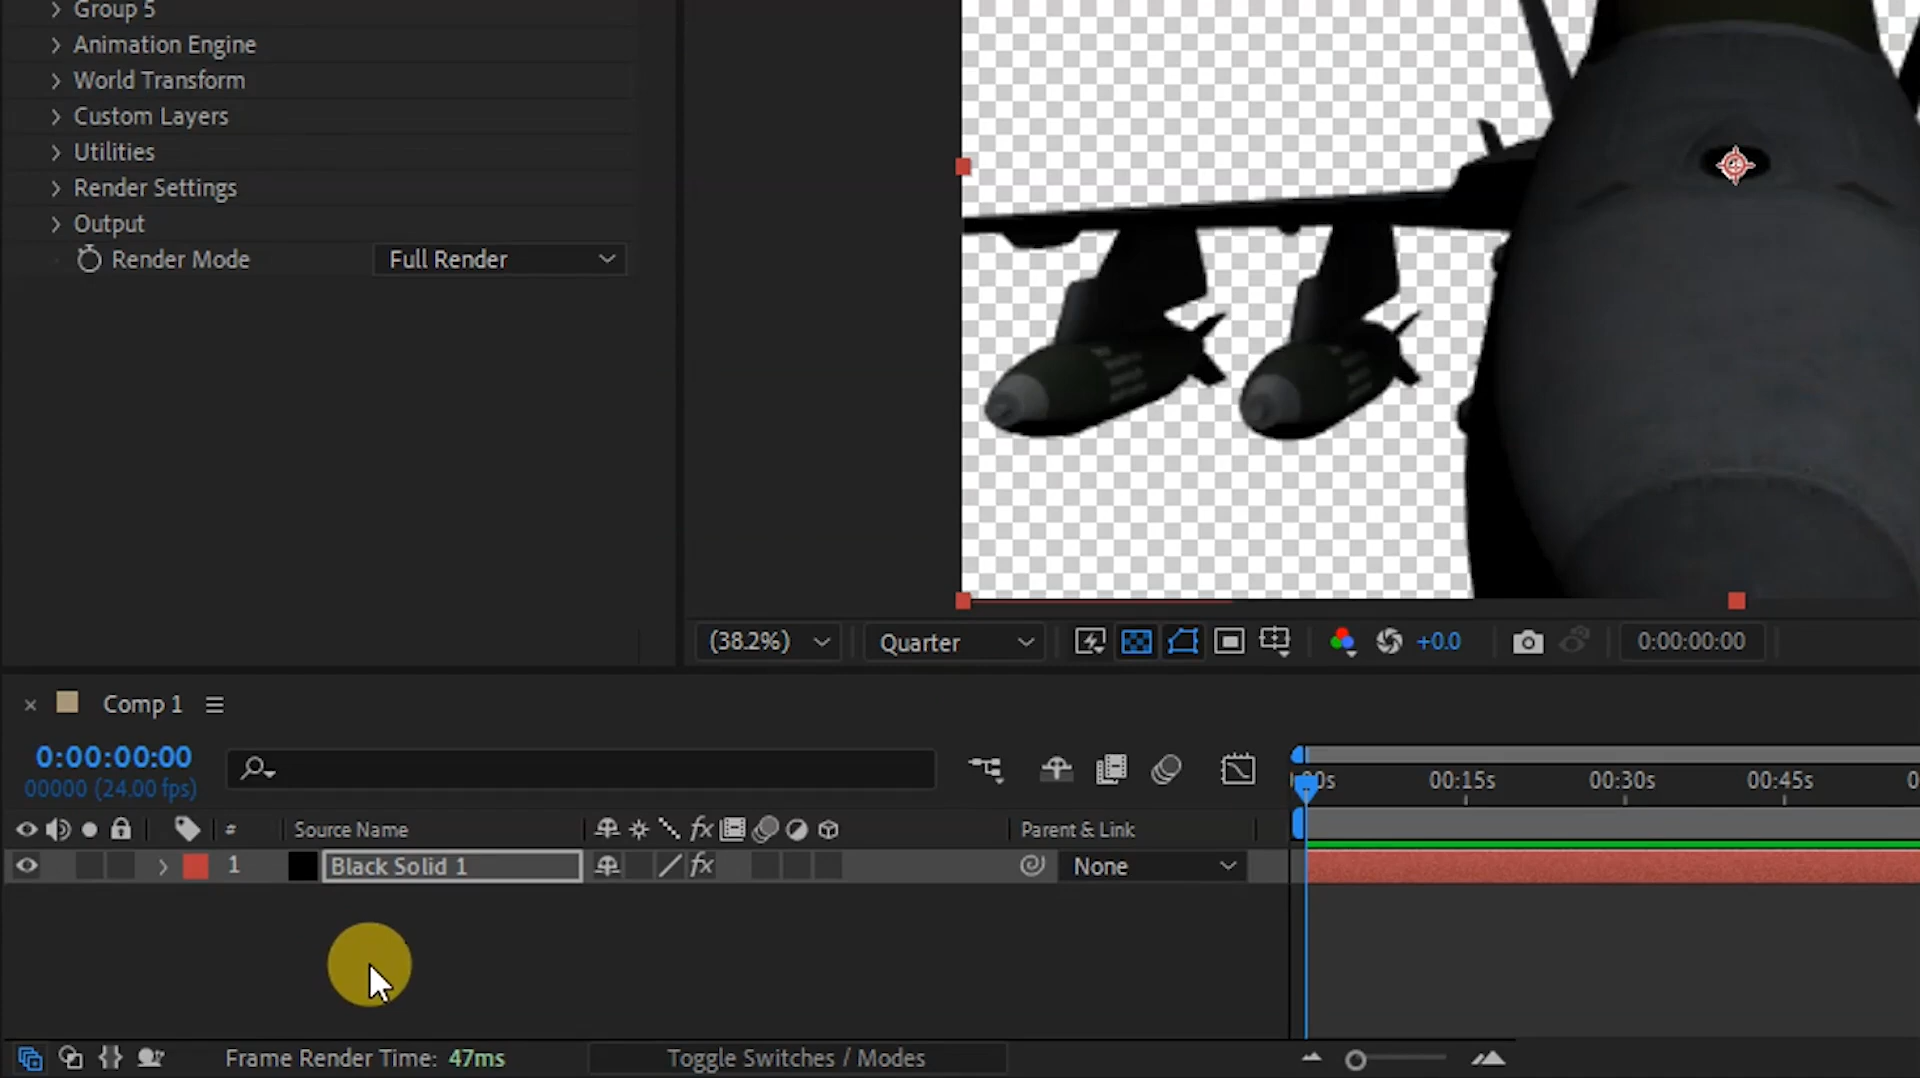 Group 5
Animation Engine
World Transform
Custom Layers
Utilities
Render Settings
Output
Render Mode Full Render
(38.2%) Quarter +0.0 0:00:00:00
Comp 1
0:00:00:00
00000 (24.00 fps)
00:15s 00:30s 00:45s
# Source Name fx Parent & Link
1 Black Solid 1 fx None
Frame Render Time: 47ms Toggle Switches / Modes